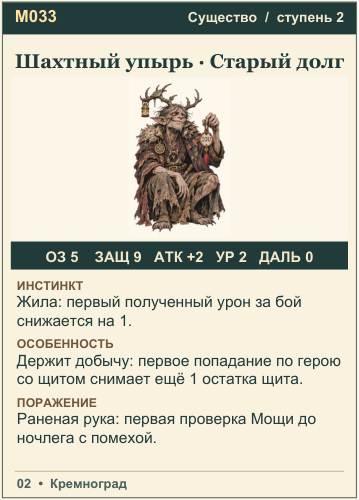 M033 Существо / ступень 2
Шахтный упырь · Старый долг
ОЗ 5 ЗАЩ 9 АТК +2 УР 2 ДАЛЬ 0
ИНСТИНКТ
Жила: первый полученный урон за бой
снижается на 1.
ОСОБЕННОСТЬ
Держит добычу: первое попадание по герою
со щитом снимает ещё 1 остатка щита.
ПОРАЖЕНИЕ
Раненая рука: первая проверка Мощи до
ночлега с помехой.
02 • Кремноград